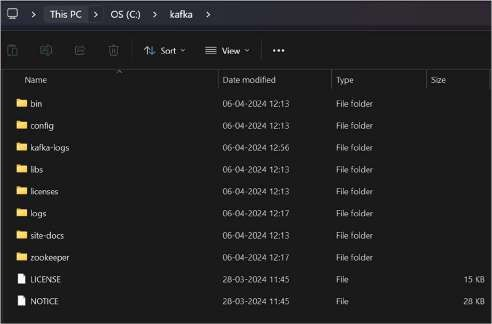 This PC > OS (C:) > kafka >
Sort View •••
Name Date modified Type Size
bin 06-04-2024 12:13 File folder
config 06-04-2024 12:13 File folder
kafka-logs 06-04-2024 12:56 File folder
libs 06-04-2024 12:13 File folder
licenses 06-04-2024 12:13 File folder
logs 06-04-2024 12:17 File folder
site-docs 06-04-2024 12:13 File folder
zookeeper 06-04-2024 12:17 File folder
LICENSE 28-03-2024 11:45 File 15 KB
NOTICE 28-03-2024 11:45 File 28 KB